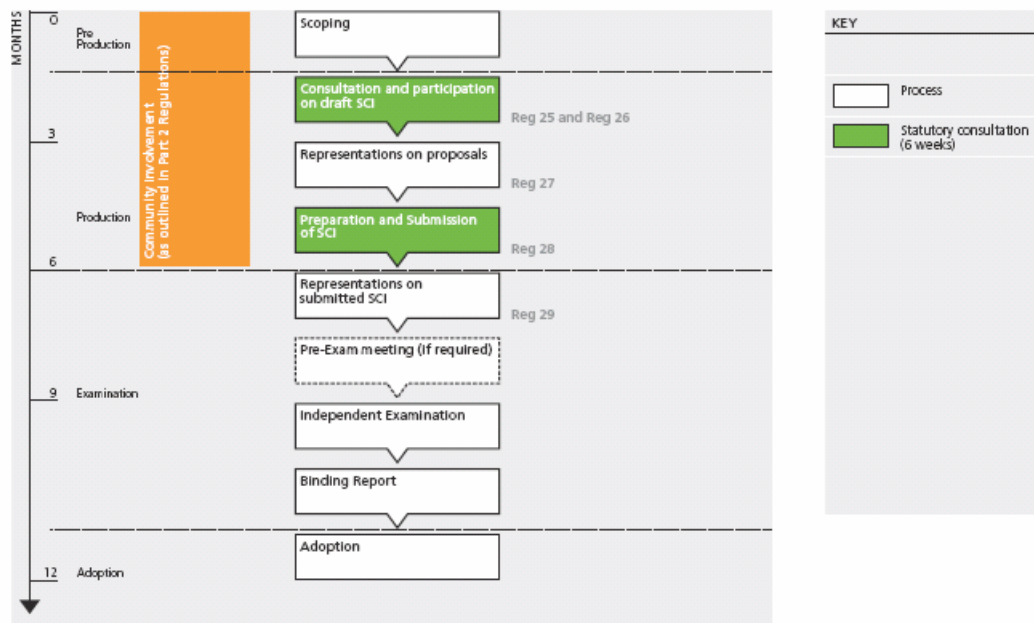 MONTHS
0
Pre
Production
Community involvement
(as outlined in Part 2 Regulations)
Scoping
Consultation and participation
on draft SCI
Reg 25 and Reg 26
3
Representations on proposals
Reg 27
Production
Preparation and Submission
of SCI
Reg 28
6
Representations on
submitted SCI
Reg 29
Pre-Exam meeting (if required)
9
Examination
Independent Examination
Binding Report
Adoption
12
Adoption
KEY
Process
Statutory consultation
(6 weeks)